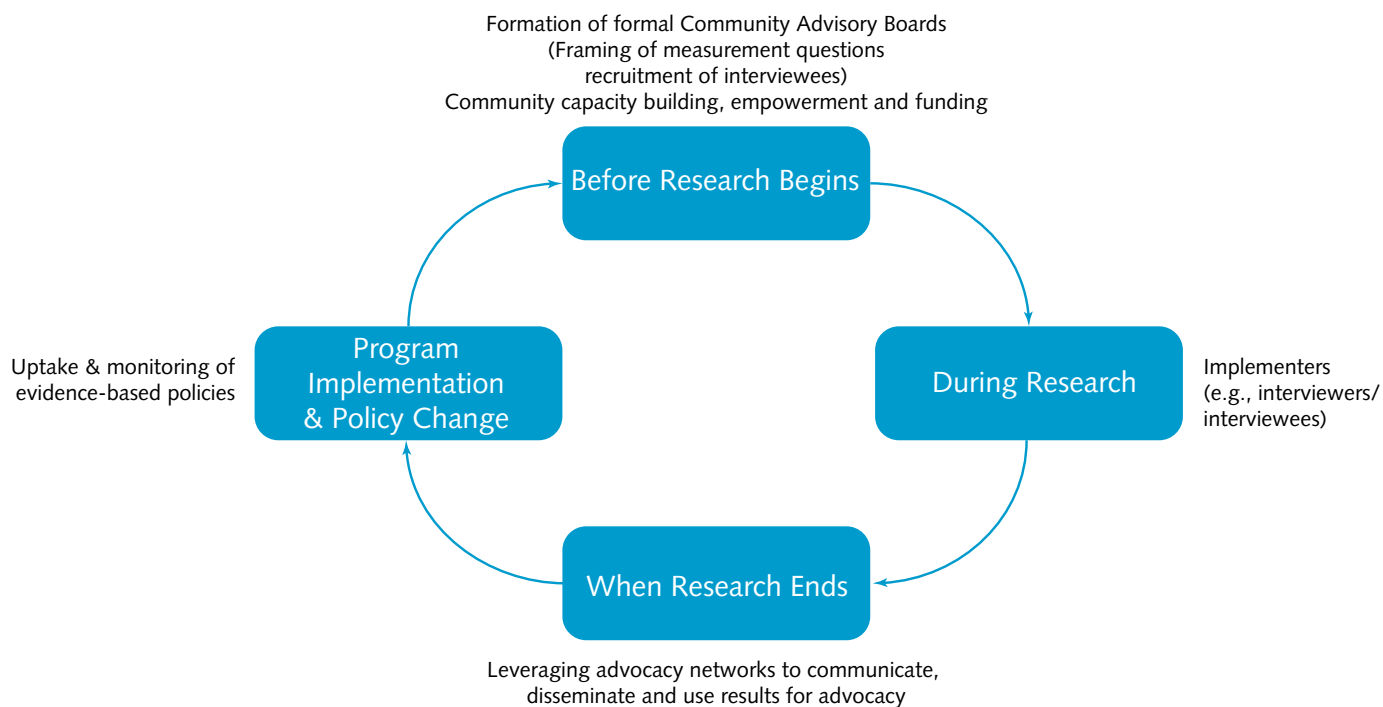 Formation of formal Community Advisory Boards
(Framing of measurement questions
recruitment of interviewees)
Community capacity building, empowerment and funding
Before Research Begins
During Research
Implementers
(e.g., interviewers/
interviewees)
When Research Ends
Leveraging advocacy networks to communicate,
disseminate and use results for advocacy
Program
Implementation
& Policy Change
Uptake & monitoring of
evidence-based policies